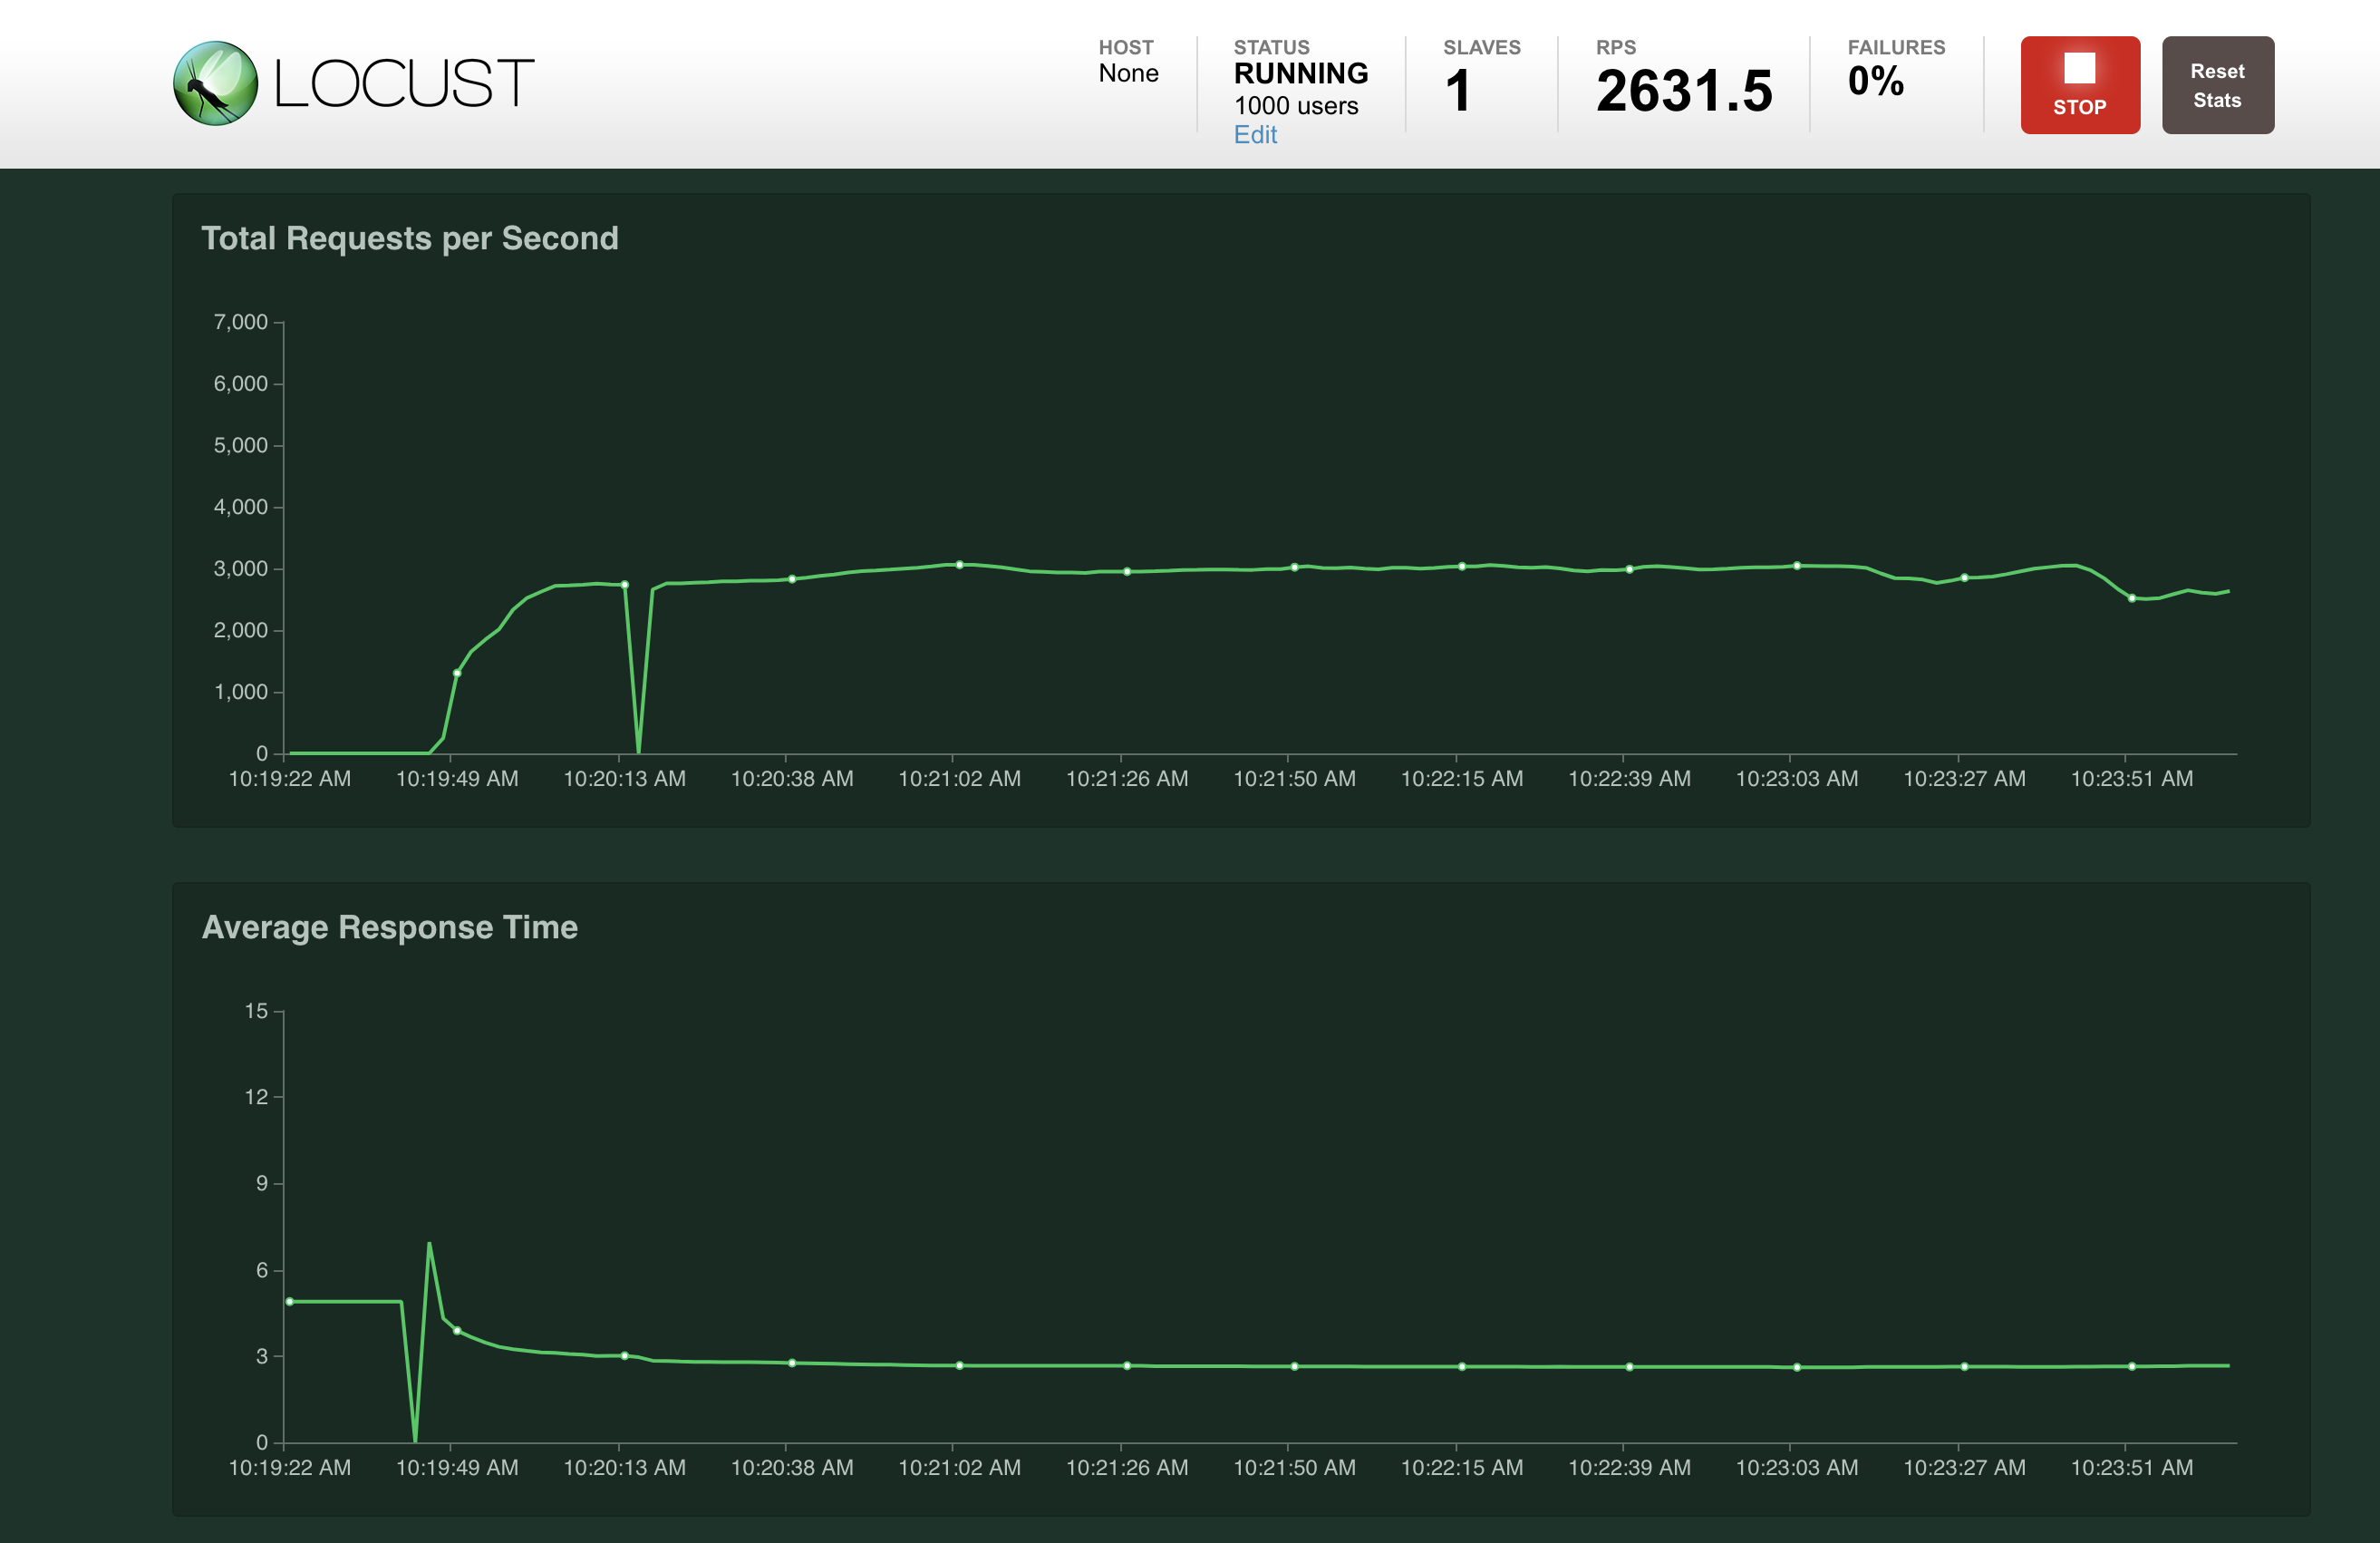 LOCUST
HOST
None
STATUS
RUNNING
1000 users
Edit
SLAVES
1
RPS
2631.5
FAILURES
0%
STOP
Reset
Stats
Total Requests per Second
7,000
6,000
5,000
4,000
3,000
2,000
1,000
0
10:19:22 AM 10:19:49 AM 10:20:13 AM 10:20:38 AM 10:21:02 AM 10:21:26 AM 10:21:50 AM 10:22:15 AM 10:22:39 AM 10:23:03 AM 10:23:27 AM 10:23:51 AM
Average Response Time
15
12
9
6
3
0
10:19:22 AM 10:19:49 AM 10:20:13 AM 10:20:38 AM 10:21:02 AM 10:21:26 AM 10:21:50 AM 10:22:15 AM 10:22:39 AM 10:23:03 AM 10:23:27 AM 10:23:51 AM